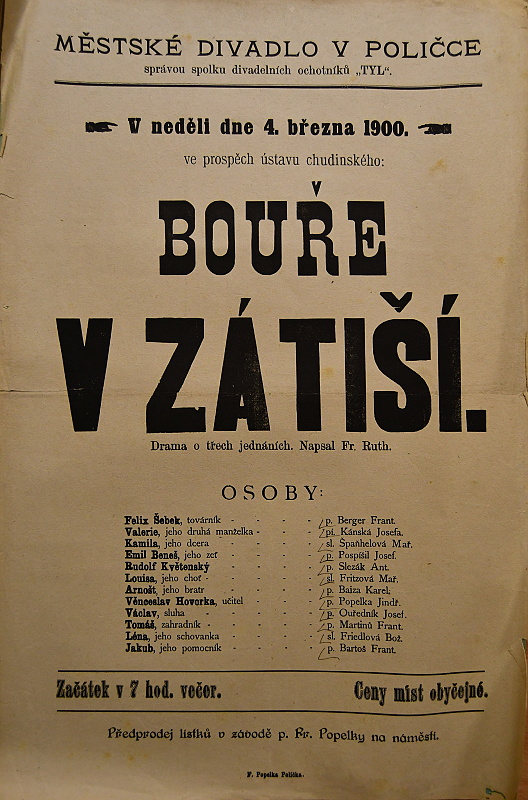 MĚSTSKÉ DIVADLO V POLIČCE
správou spolku divadelních ochotníků „TYL“.
V neděli dne 4. března 1900.
ve prospěch ústavu chudinského:
BOUŘE
V ZÁTIŠÍ.
Drama o třech jednáních. Napsal Fr. Ruth.
OSOBY:
Felix Šebek, továrník - - - - p. Berger Frant.
Valerie, jeho druhá manželka - - - - pí. Kánská Josefa.
Kamila, jeho dcera - - - - sl. Španhelová Mař.
Emil Beneš, jeho zeť - - - - p. Pospíšil Josef.
Rudolf Květenský - - - - p. Slezák Ant.
Louisa, jeho choť - - - - - sl. Fritzová Mař.
Arnošt, jeho bratr - - - - p. Baiza Karel.
Věnceslav Hovorka, učitel - - - - p. Popelka Jindř.
Václav, sluha - - - - p. Ouředník Josef.
Tomáš, zahradník - - - - - p. Martinů Frant.
Léna, jeho schovanka - - - - sl. Friedlová Bož.
Jakub, jeho pomocník - - - - p. Bartoš Frant.
Začátek v 7 hod. večer. Ceny míst obyčejné.
Předprodej lístků v závodě p. Fr. Popelky na náměstí.
F. Popelka Polička.